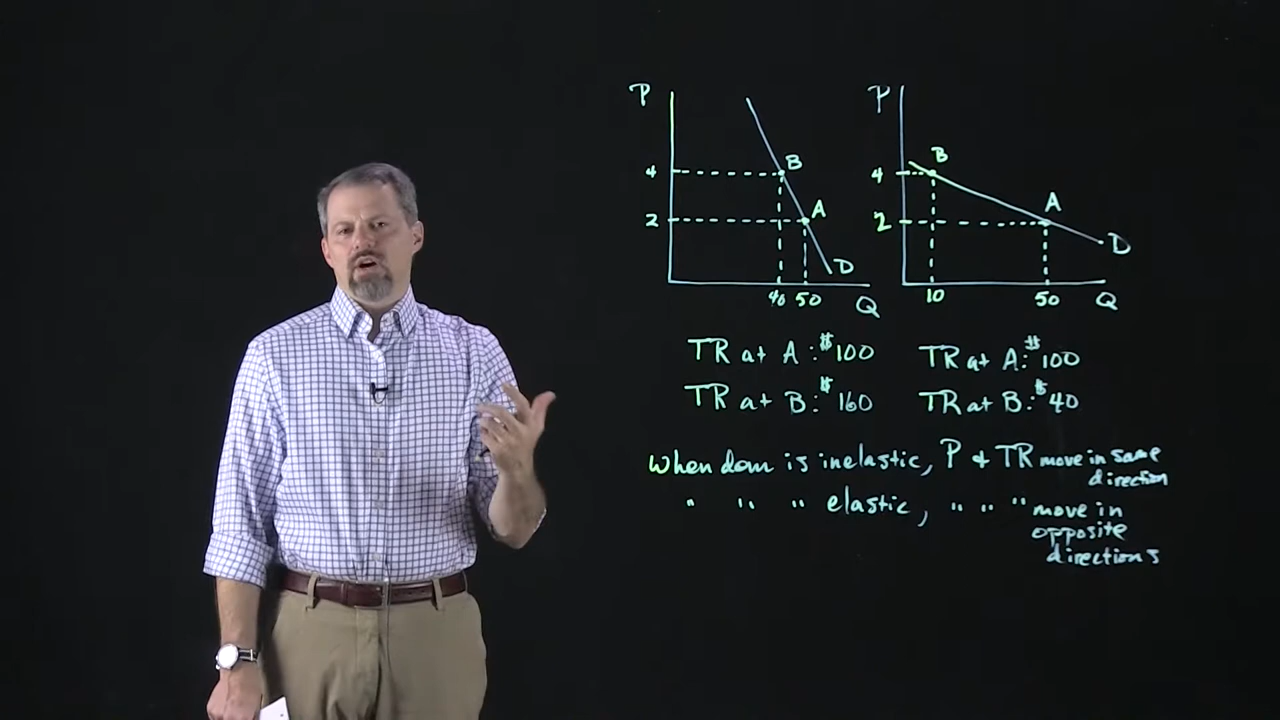 P
4
2
B
A
D
40 50
Q
P
4
2
B
A
D
10
50
Q
TR at A: $100
TR at B: $160
TR at A: $100
TR at B: $40
When dem is inelastic, P & TR move in same
direction
" " " elastic, " " " move in
opposite
directions